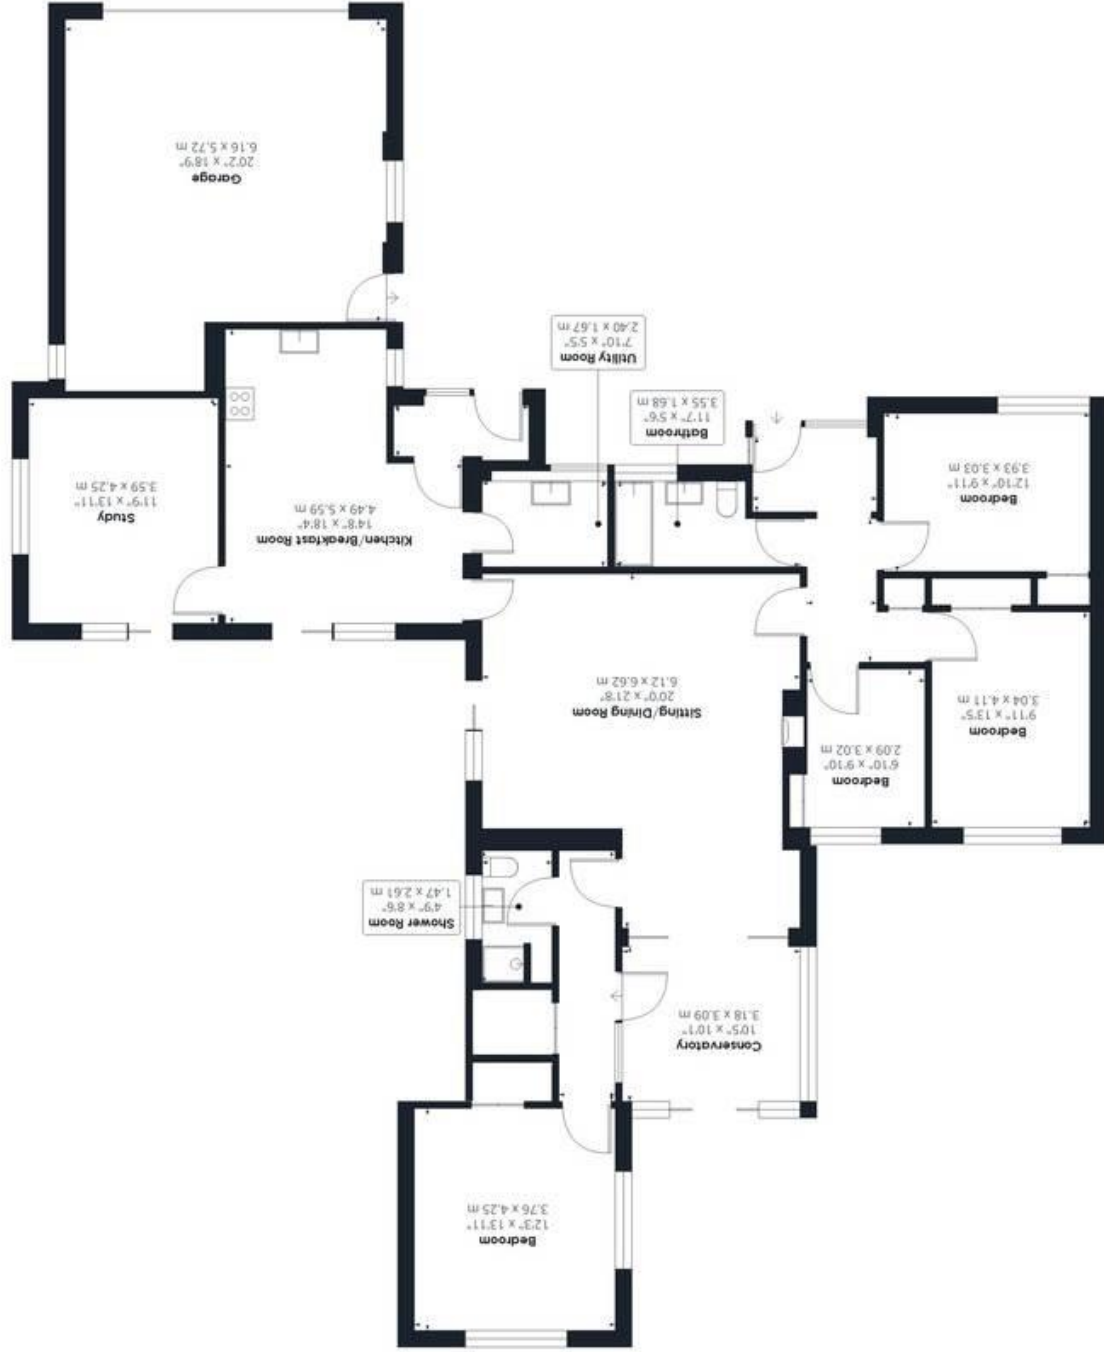 Bedroom
12'3" x 13'11"
3.76 x 4.25 m
Conservatory
10'5" x 10'1"
3.18 x 3.09 m
Shower Room
4'9" x 8'6"
1.47 x 2.61 m
Bedroom
6'10" x 9'10"
2.09 x 3.02 m
Bedroom
9'11" x 13'5"
3.04 x 4.11 m
Sitting/Dining Room
20'0" x 21'8"
6.12 x 6.62 m
Kitchen/Breakfast Room
14'8" x 18'4"
4.49 x 5.59 m
Study
11'9" x 13'11"
3.59 x 4.25 m
Bedroom
12'10" x 9'11"
3.93 x 3.03 m
Bathroom
11'7" x 5'6"
3.55 x 1.68 m
Utility Room
7'10" x 5'5"
2.40 x 1.67 m
Garage
20'2" x 18'9"
6.16 x 5.72 m